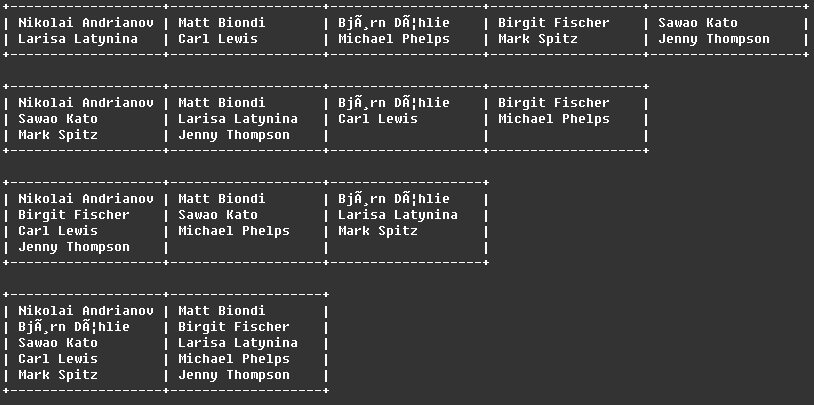 +-------------------+-------------------+-------------------+-------------------+-------------------+
| Nikolai Andrianov | Matt Biondi       | BjÃ¸rn DÃ¦hlie    | Birgit Fischer    | Sawao Kato        |
| Larisa Latynina   | Carl Lewis        | Michael Phelps    | Mark Spitz        | Jenny Thompson    |
+-------------------+-------------------+-------------------+-------------------+-------------------+
+-------------------+-------------------+-------------------+-------------------+
| Nikolai Andrianov | Matt Biondi       | BjÃ¸rn DÃ¦hlie    | Birgit Fischer    |
| Sawao Kato        | Larisa Latynina   | Carl Lewis        | Michael Phelps    |
| Mark Spitz        | Jenny Thompson    |                   |                   |
+-------------------+-------------------+-------------------+-------------------+
+-------------------+-------------------+-------------------+
| Nikolai Andrianov | Matt Biondi       | BjÃ¸rn DÃ¦hlie    |
| Birgit Fischer    | Sawao Kato        | Larisa Latynina   |
| Carl Lewis        | Michael Phelps    | Mark Spitz        |
| Jenny Thompson    |                   |                   |
+-------------------+-------------------+-------------------+
+-------------------+-------------------+
| Nikolai Andrianov | Matt Biondi       |
| BjÃ¸rn DÃ¦hlie    | Birgit Fischer    |
| Sawao Kato        | Larisa Latynina   |
| Carl Lewis        | Michael Phelps    |
| Mark Spitz        | Jenny Thompson    |
+-------------------+-------------------+